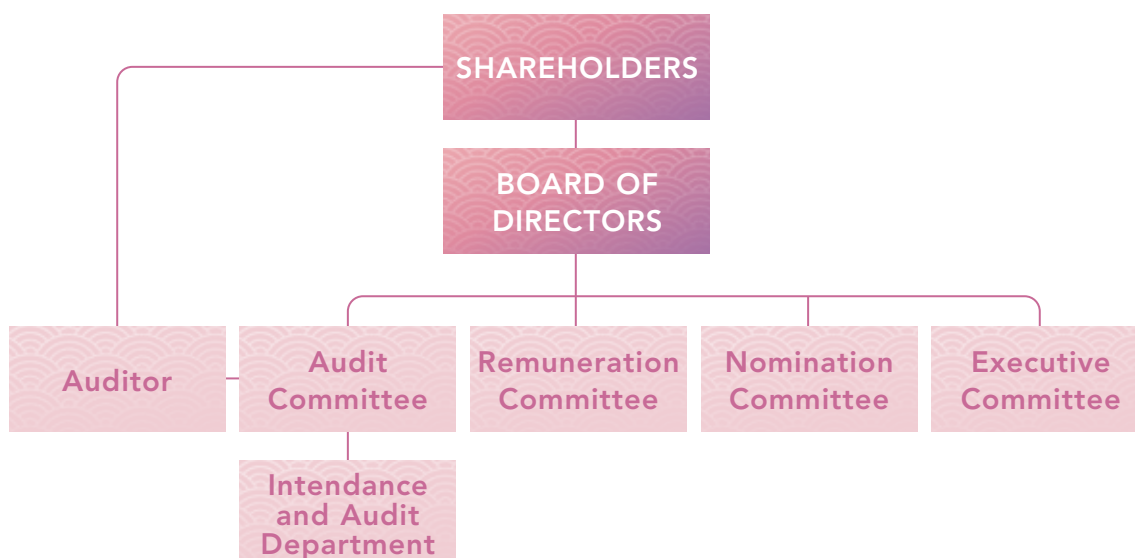 SHAREHOLDERS
BOARD OF
DIRECTORS
Auditor
Audit
Committee
Remuneration
Committee
Nomination
Committee
Executive
Committee
Intendance
and Audit
Department